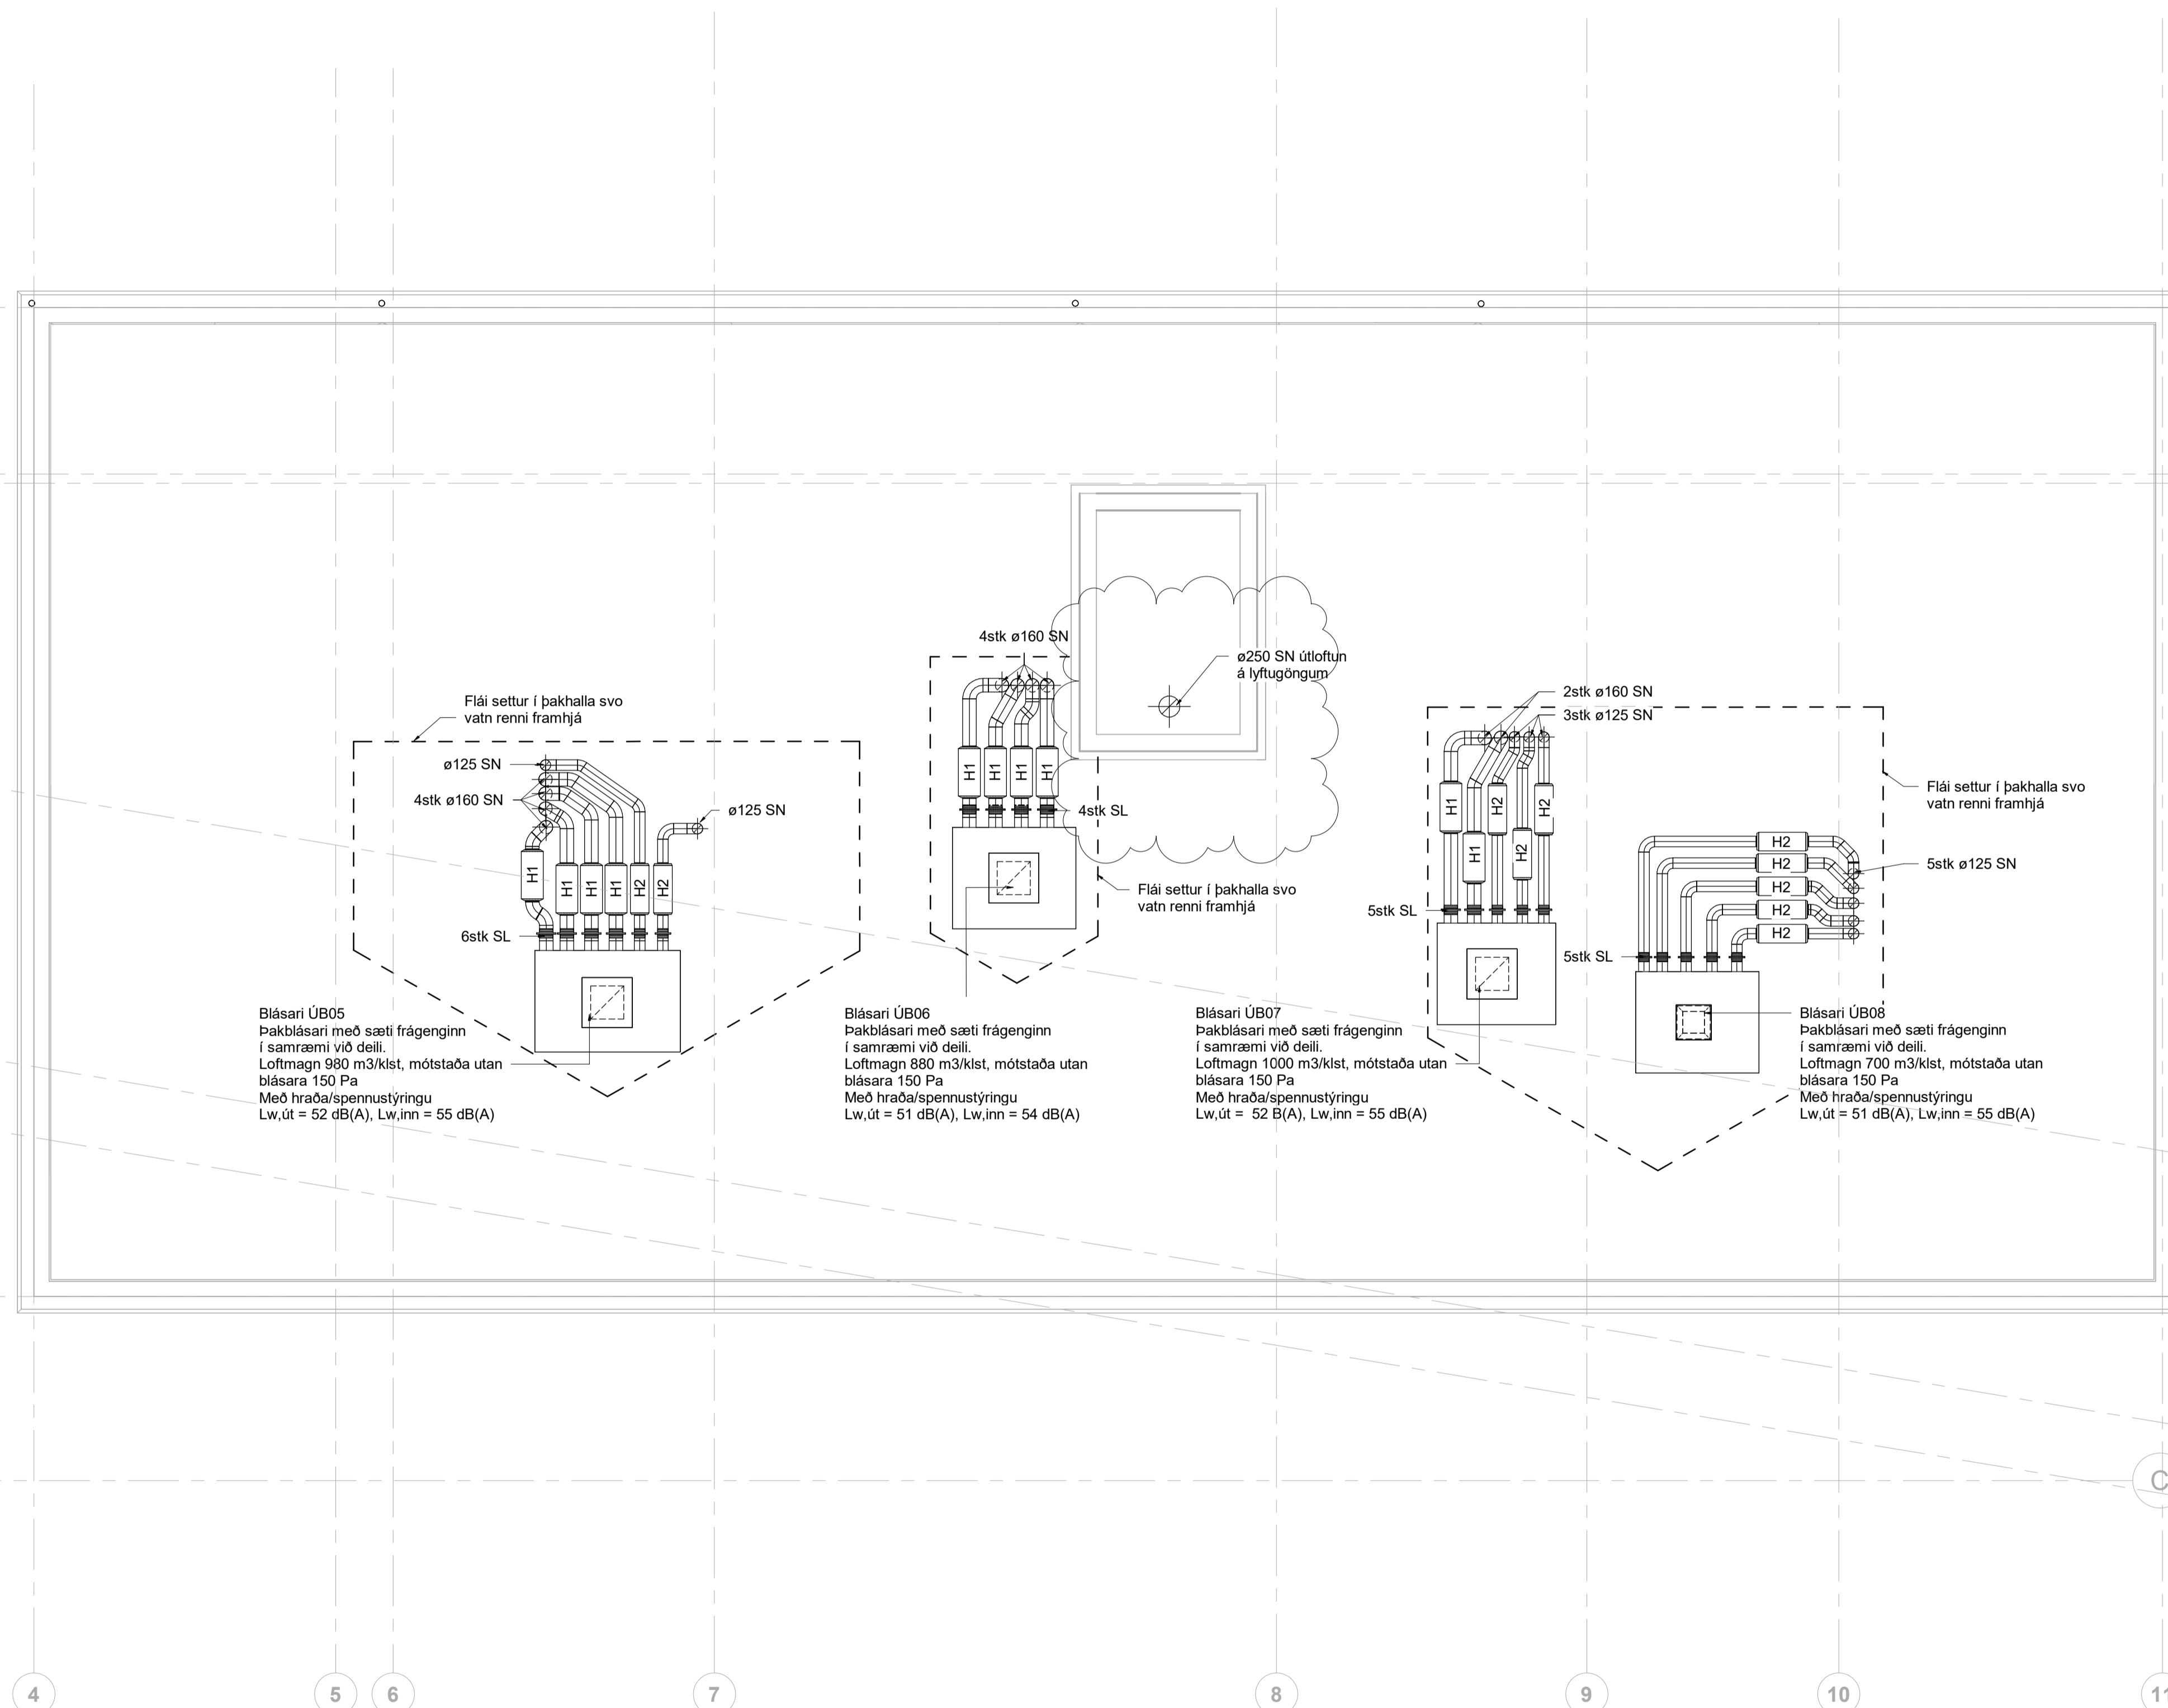 4stk ø160 SN
ø250 SN útloftun
á lyftugöngum
Flái settur í þakhalla svo
vatn renni framhjá
2stk ø160 SN
3stk ø125 SN
ø125 SN
4stk ø160 SN
ø125 SN
H1
H1
H1
H1
H2
H2
6stk SL
H1
H1
H1
H1
4stk SL
Flái settur í þakhalla svo
vatn renni framhjá
H1
H1
H2
H2
H2
5stk SL
Flái settur í þakhalla svo
vatn renni framhjá
H2
H2
H2
H2
H2
5stk ø125 SN
5stk SL
Blásari ÚB05
Þakblásari með sæti frágenginn
í samræmi við deili.
Loftmagn 980 m3/klst, mótstaða utan
blásara 150 Pa
Með hraða/spennustýringu
Lw,út = 52 dB(A), Lw,inn = 55 dB(A)
Blásari ÚB06
Þakblásari með sæti frágenginn
í samræmi við deili.
Loftmagn 880 m3/klst, mótstaða utan
blásara 150 Pa
Með hraða/spennustýringu
Lw,út = 51 dB(A), Lw,inn = 54 dB(A)
Blásari ÚB07
Þakblásari með sæti frágenginn
í samræmi við deili.
Loftmagn 1000 m3/klst, mótstaða utan
blásara 150 Pa
Með hraða/spennustýringu
Lw,út =  52 B(A), Lw,inn = 55 dB(A)
Blásari ÚB08
Þakblásari með sæti frágenginn
í samræmi við deili.
Loftmagn 700 m3/klst, mótstaða utan
blásara 150 Pa
Með hraða/spennustýringu
Lw,út = 51 dB(A), Lw,inn = 55 dB(A)
C
4
5
6
7
8
9
10
11